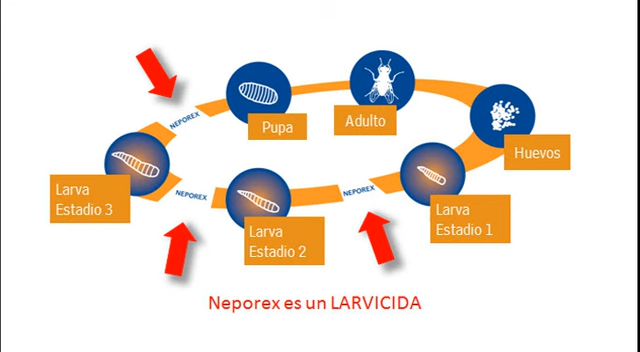 NEPOREX
Pupa
Adulto
Huevos
Larva
Estadio 3
NEPOREX
Larva
Estadio 2
NEPOREX
Larva
Estadio 1
Neporex es un LARVICIDA